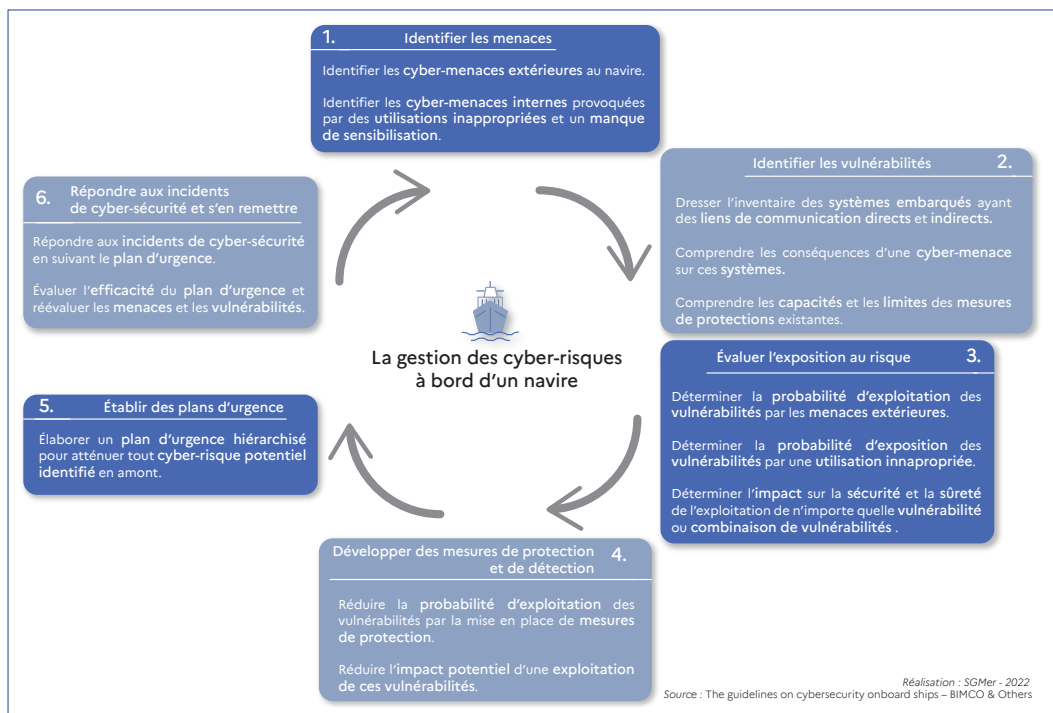 1. Identifier les menaces
Identifier les cyber-menaces extérieures au navire.
Identifier les cyber-menaces internes provoquées
par des utilisations inappropriées et un manque
de sensibilisation.
Identifier les vulnérabilités 2.
Dresser l'inventaire des systèmes embarqués ayant
des liens de communication directs et indirects.
Comprendre les conséquences d'une cyber-menace
sur ces systèmes.
Comprendre les capacités et les limites des mesures
de protections existantes.
Évaluer l'exposition au risque 3.
Déterminer la probabilité d'exploitation des
vulnérabilités par les menaces extérieures.
Déterminer la probabilité d'exposition des
vulnérabilités par une utilisation innapropriée.
Déterminer l'impact sur la sécurité et la sûreté
de l'exploitation de n'importe quelle vulnérabilité
ou combinaison de vulnérabilités .
Développer des mesures de protection 4.
et de détection
Réduire la probabilité d'exploitation des
vulnérabilités par la mise en place de mesures
de protection.
Réduire l'impact potentiel d'une exploitation
de ces vulnérabilités.
5. Établir des plans d'urgence
Élaborer un plan d'urgence hiérarchisé
pour atténuer tout cyber-risque potentiel
identifié en amont.
6. Répondre aux incidents
de cyber-sécurité et s'en remettre
Répondre aux incidents de cyber-sécurité
en suivant le plan d'urgence.
Évaluer l'efficacité du plan d'urgence et
réévaluer les menaces et les vulnérabilités.
La gestion des cyber-risques
à bord d'un navire
Réalisation : SGMer - 2022
Source : The guidelines on cybersecurity onboard ships – BIMCO & Others